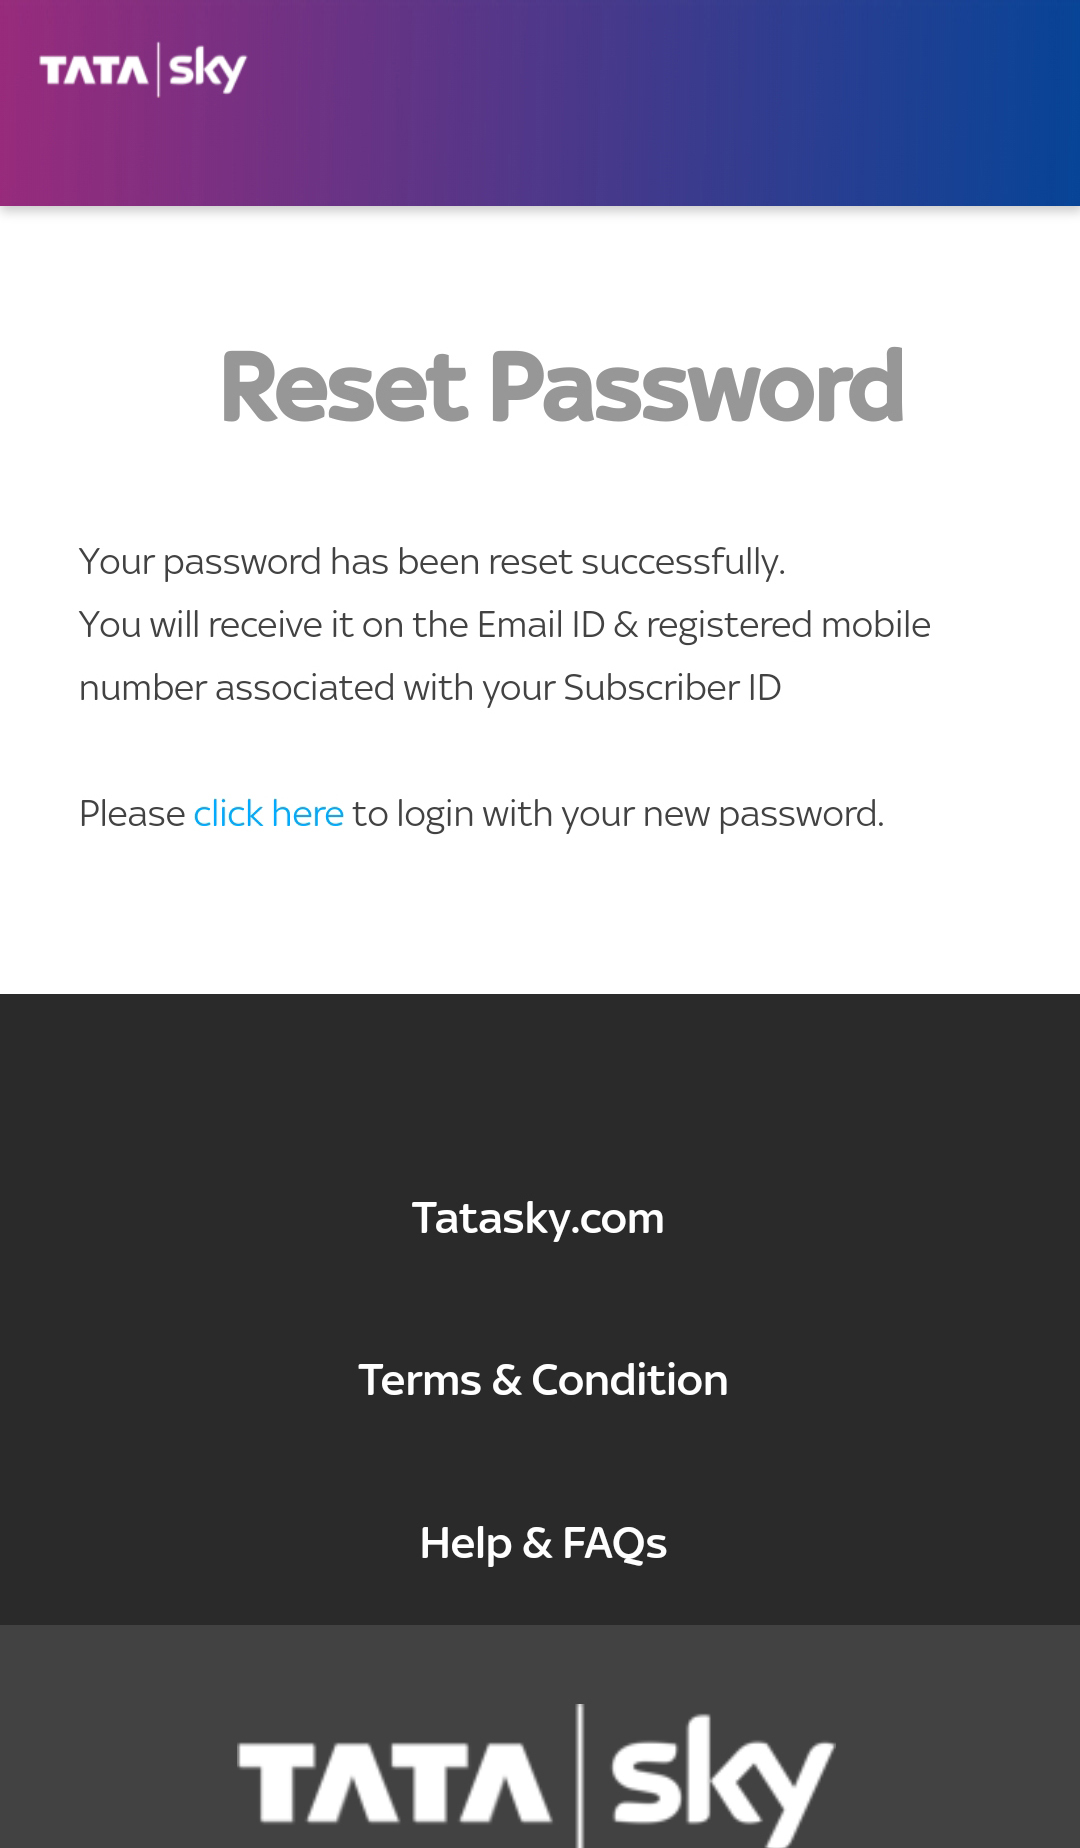 TATA sky
Reset Password
Your password has been reset successfully.
You will receive it on the Email ID & registered mobile
number associated with your Subscriber ID
Please click here to login with your new password.
Tatasky.com
Terms & Condition
Help & FAQs
TATA sky